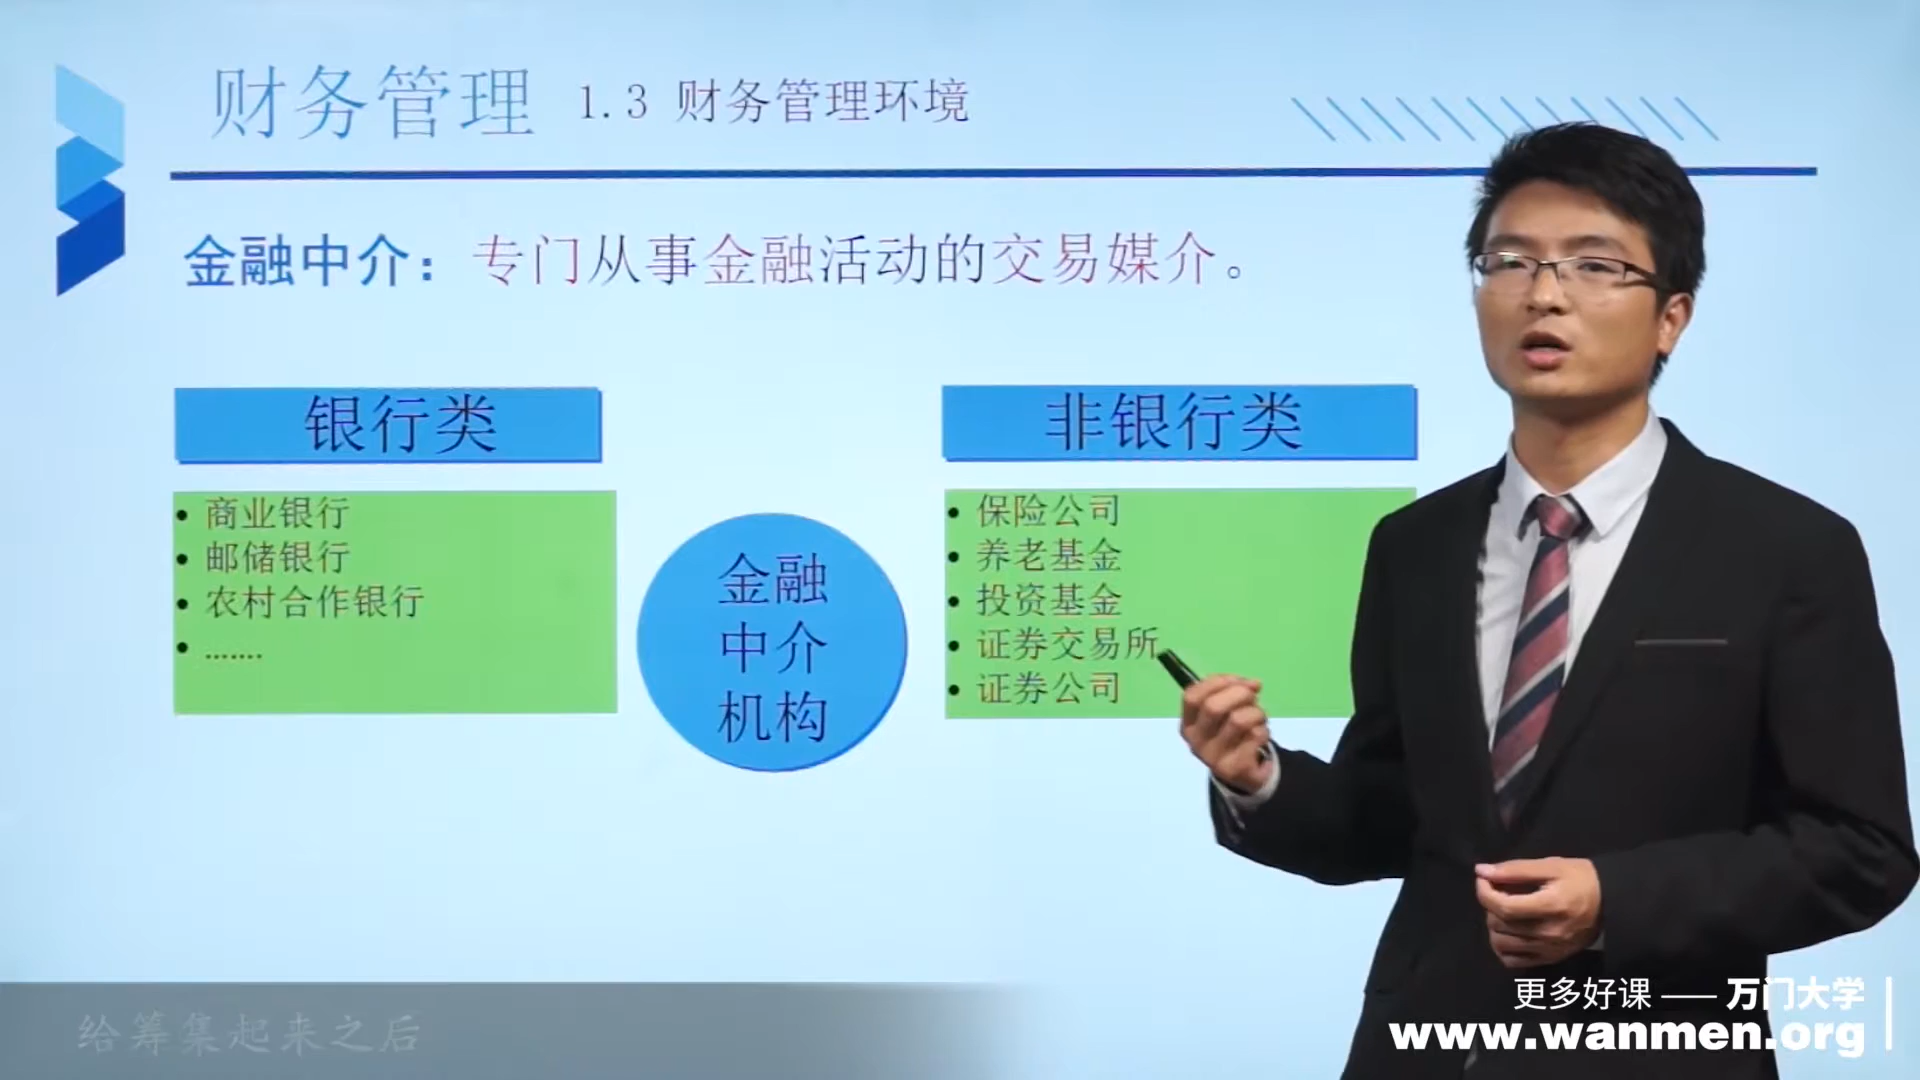 财务管理 1.3 财务管理环境
金融中介：专门从事金融活动的交易媒介。
银行类
• 商业银行
• 邮储银行
• 农村合作银行
• .......
金融
中介
机构
非银行类
• 保险公司
• 养老基金
• 投资基金
• 证券交易所
• 证券公司
给筹集起来之后
更多好课 —— 万门大学
www.wanmen.org